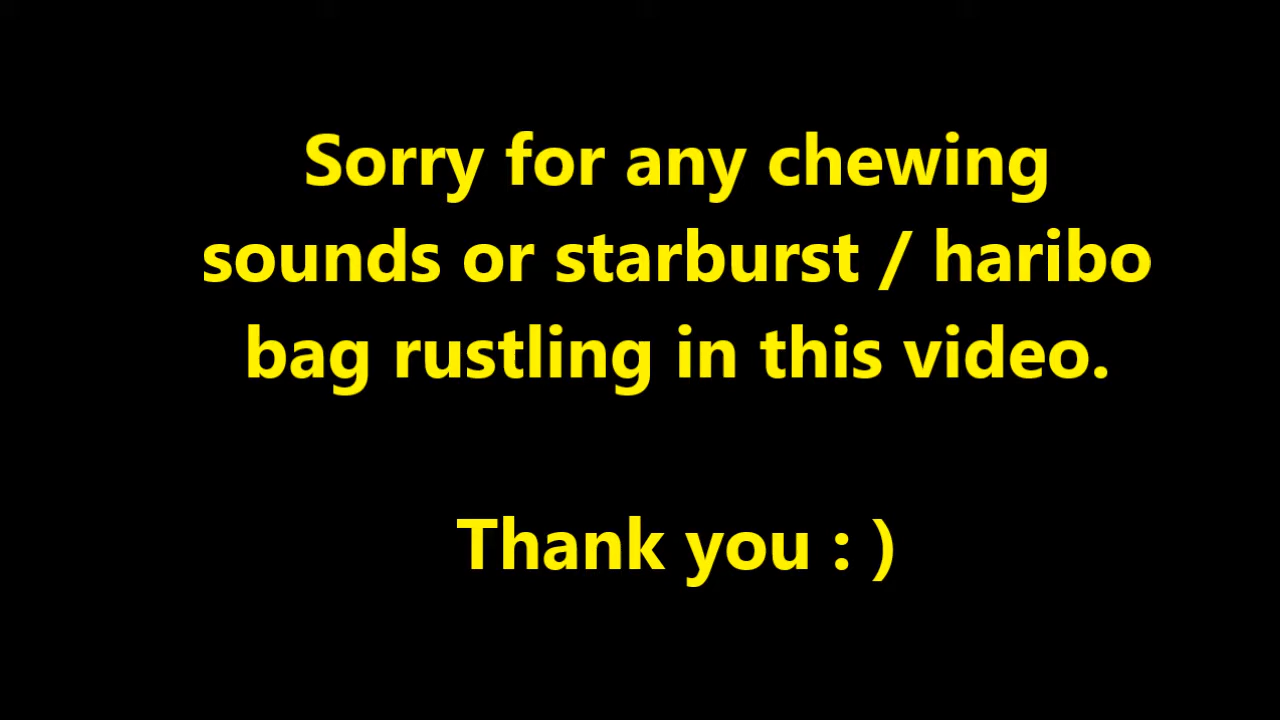 Sorry for any chewing
sounds or starburst / haribo
bag rustling in this video.
Thank you : )